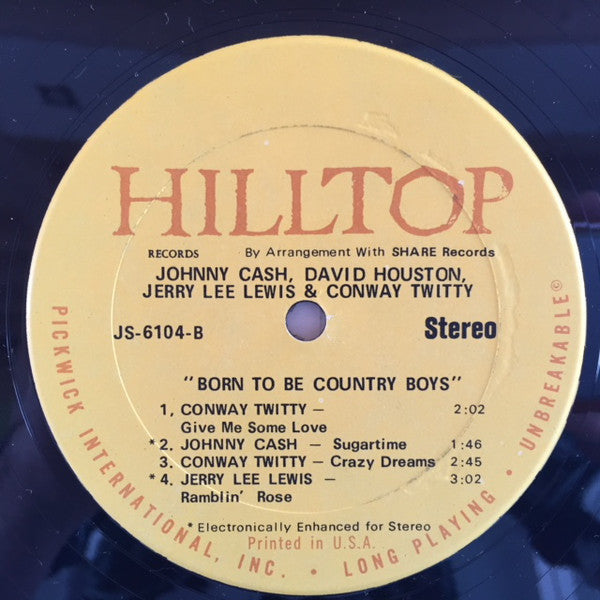 HILLTOP
RECORDS By Arrangement With SHARE Records
JOHNNY CASH, DAVID HOUSTON,
JERRY LEE LEWIS & CONWAY TWITTY
JS-6104-B Stereo
"BORN TO BE COUNTRY BOYS"
1. CONWAY TWITTY — 2:02
Give Me Some Love
*2. JOHNNY CASH — Sugartime 1:46
3. CONWAY TWITTY — Crazy Dreams 2:45
*4. JERRY LEE LEWIS — 3:02
Ramblin' Rose
*Electronically Enhanced for Stereo
Printed in U.S.A.
PICKWICK INTERNATIONAL, INC. • LONG PLAYING • UNBREAKABLE©